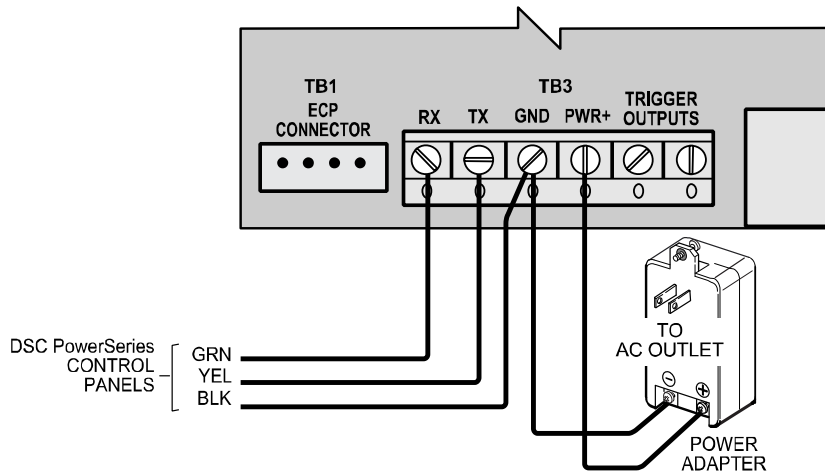 TB1
ECP
CONNECTOR
TB3
RX TX GND PWR+
TRIGGER
OUTPUTS
DSC PowerSeries
CONTROL
PANELS
GRN
YEL
BLK
TO
AC OUTLET
− +
POWER
ADAPTER